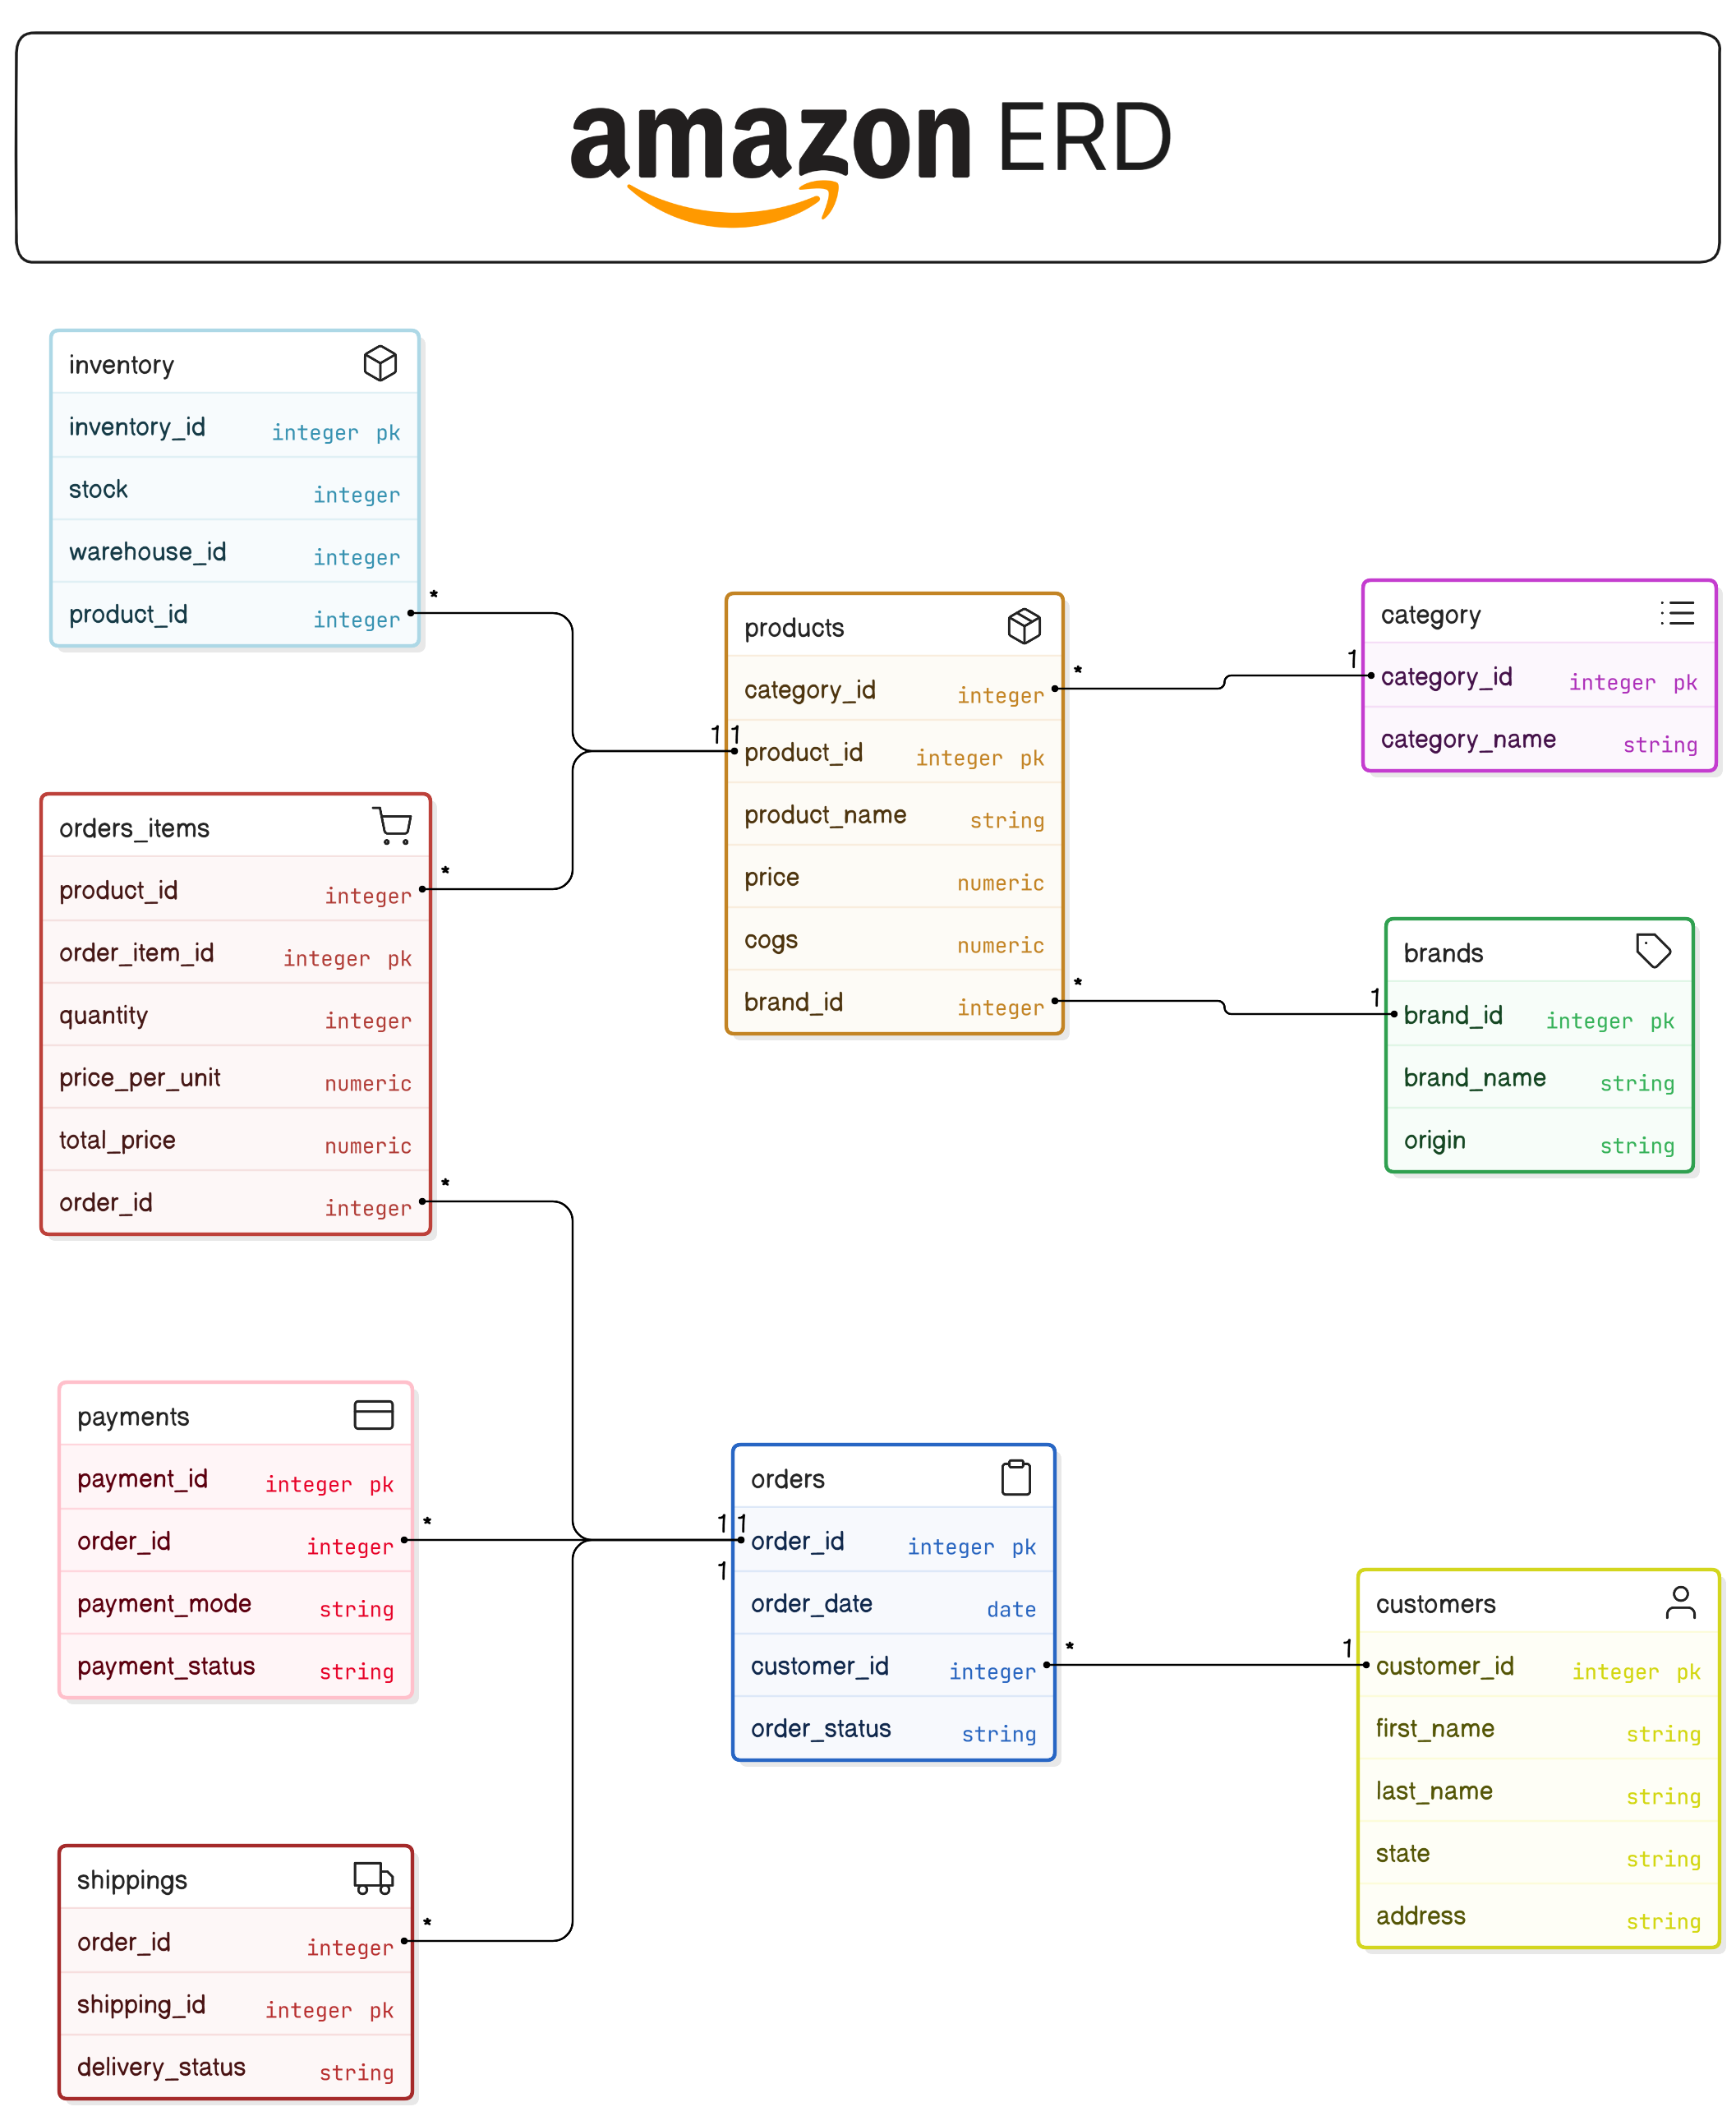 amazon ERD
inventory
inventory_id integer pk
stock integer
warehouse_id integer
product_id integer
*
orders_items
product_id integer
*
order_item_id integer pk
quantity integer
price_per_unit numeric
total_price numeric
order_id integer
*
products
category_id integer
*
1 1
product_id integer pk
product_name string
price numeric
cogs numeric
brand_id integer
*
category
1
category_id integer pk
category_name string
brands
1
brand_id integer pk
brand_name string
origin string
payments
payment_id integer pk
order_id integer
*
payment_mode string
payment_status string
orders
1 1
order_id integer pk
1
order_date date
customer_id integer
*
order_status string
customers
1
customer_id integer pk
first_name string
last_name string
state string
address string
shippings
order_id integer
*
shipping_id integer pk
delivery_status string